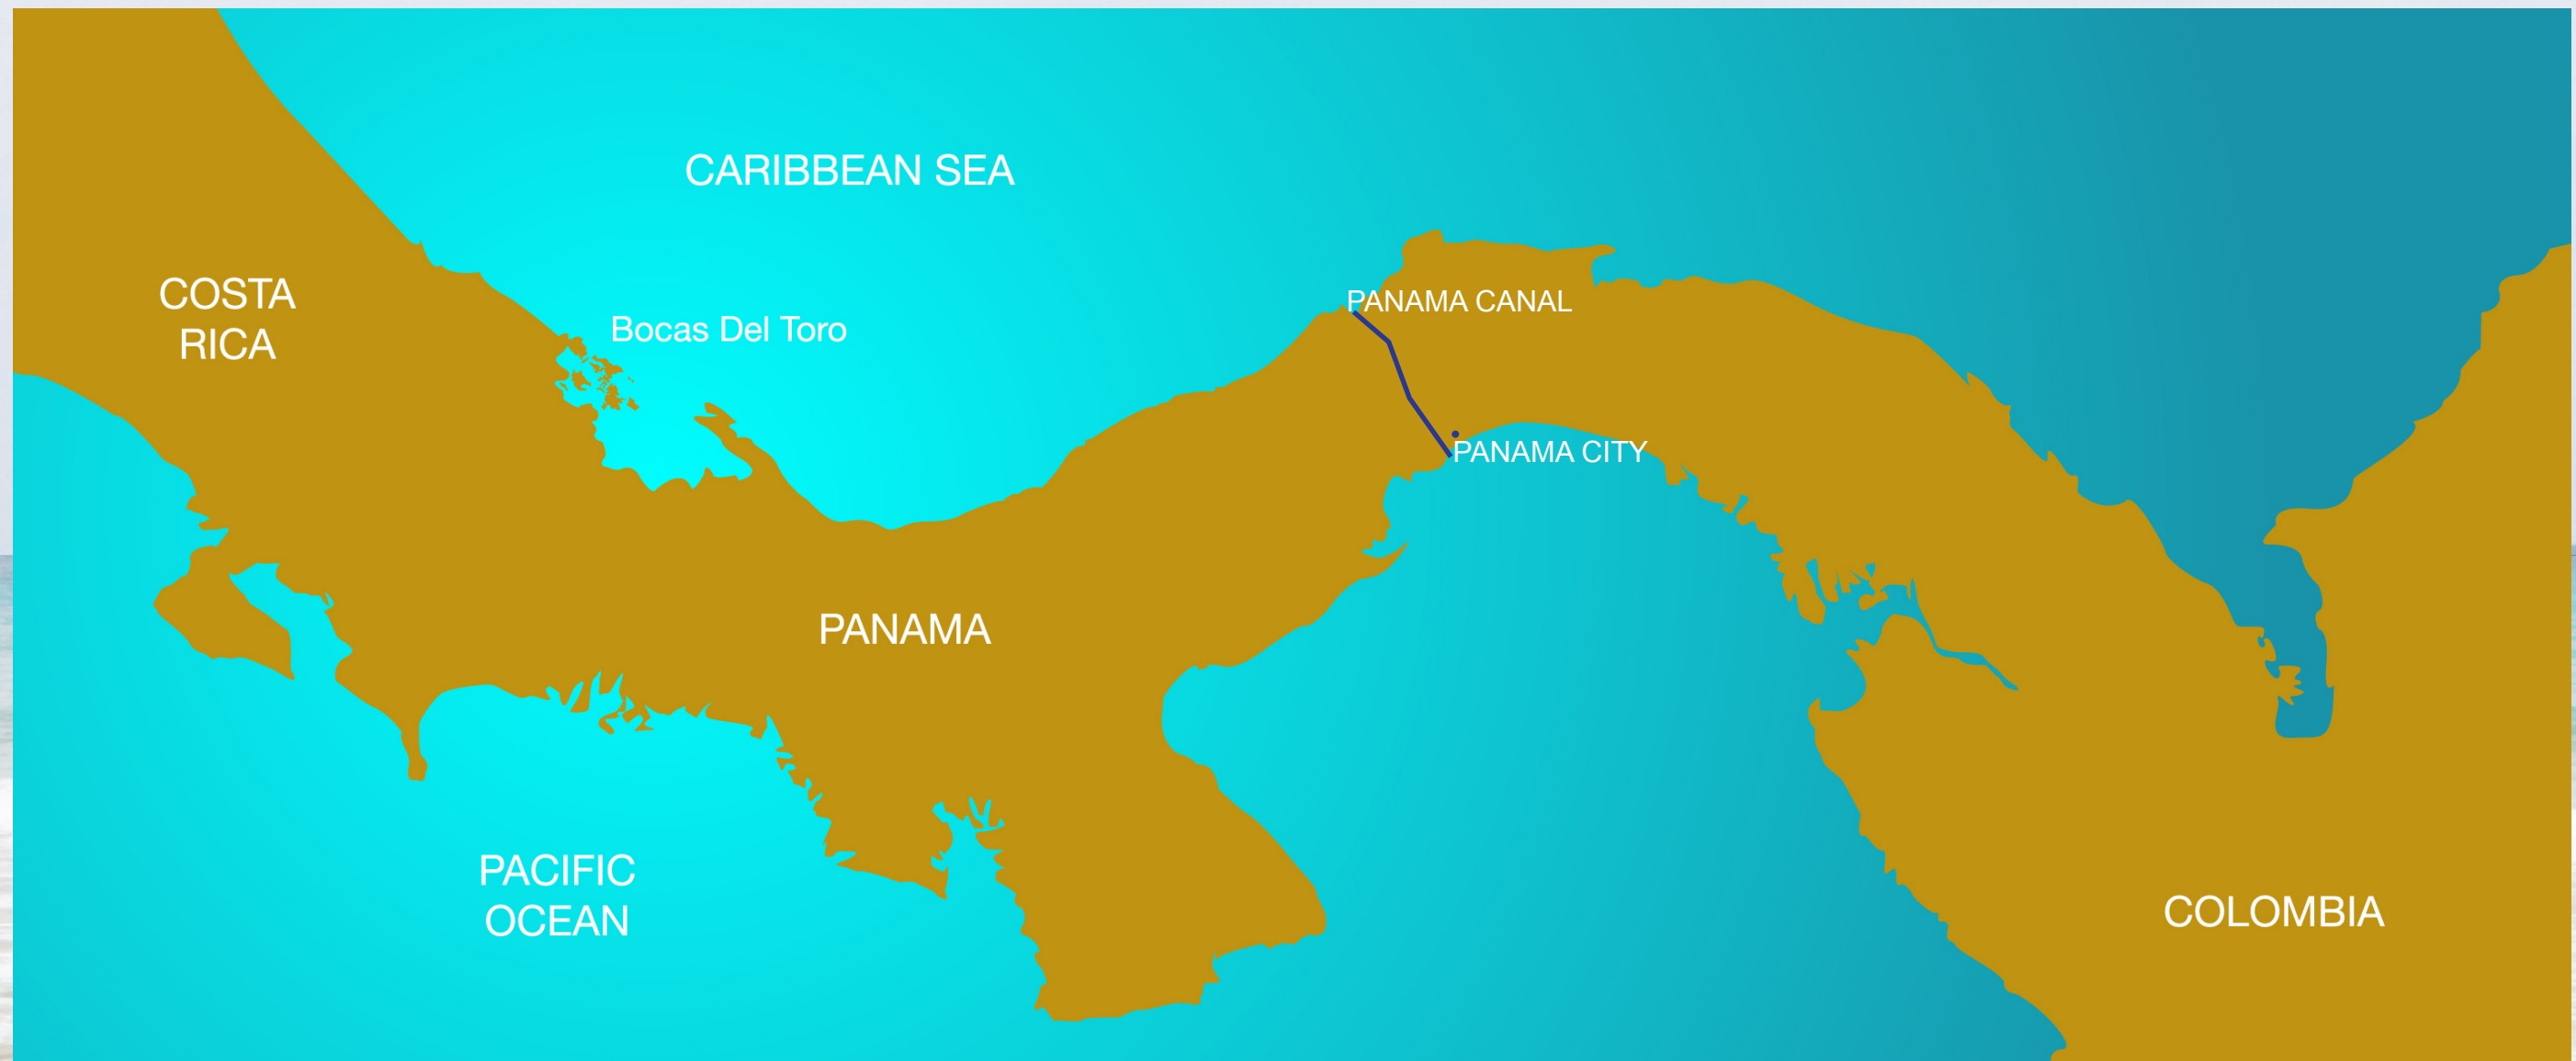 CARIBBEAN SEA
COSTA
RICA
Bocas Del Toro
PANAMA CANAL
PANAMA CITY
PANAMA
PACIFIC
OCEAN
COLOMBIA